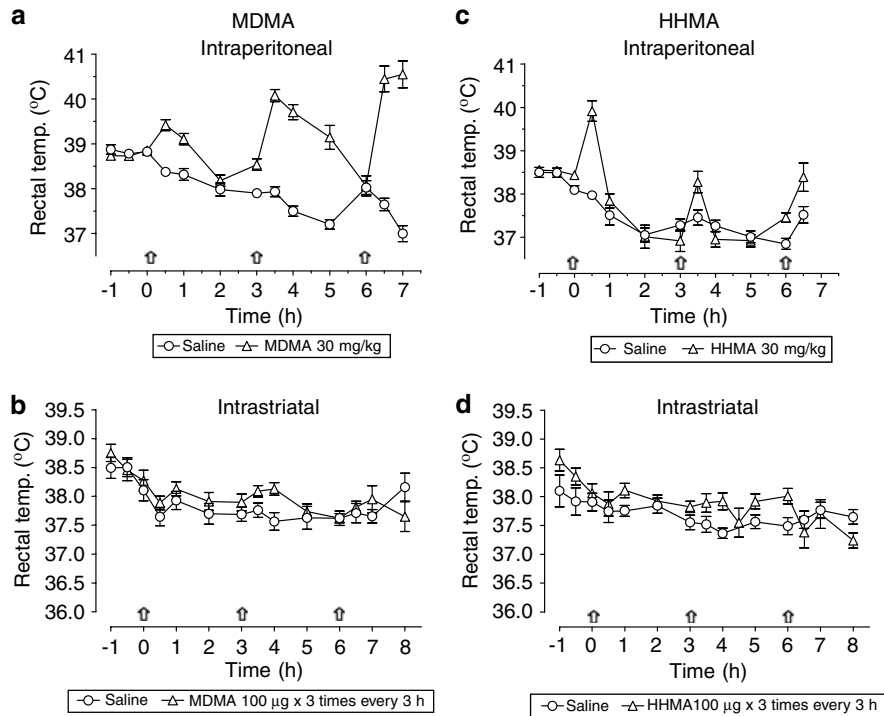 a
MDMA
Intraperitoneal
Rectal temp. (°C)
41
40
39
38
37
-1 0 1 2 3 4 5 6 7
Time (h)
Saline MDMA 30 mg/kg
c
HHMA
Intraperitoneal
Rectal temp. (°C)
41
40
39
38
37
-1 0 1 2 3 4 5 6 7
Time (h)
Saline HHMA 30 mg/kg
b
Intrastriatal
Rectal temp. (°C)
39.5
39.0
38.5
38.0
37.5
37.0
36.5
36.0
-1 0 1 2 3 4 5 6 7 8
Time (h)
Saline MDMA 100 µg x 3 times every 3 h
d
Intrastriatal
Rectal temp. (°C)
39.5
39.0
38.5
38.0
37.5
37.0
36.5
36.0
-1 0 1 2 3 4 5 6 7 8
Time (h)
Saline HHMA100 µg x 3 times every 3 h